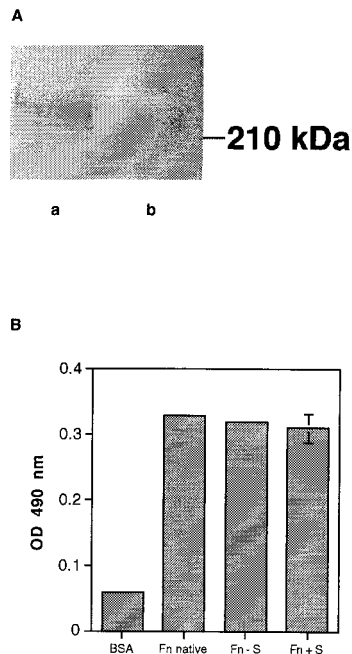 A
210 kDa
a b
B
0.4
0.3
0.2
0.1
0
OD 490 nm
BSA Fn native Fn - S Fn + S